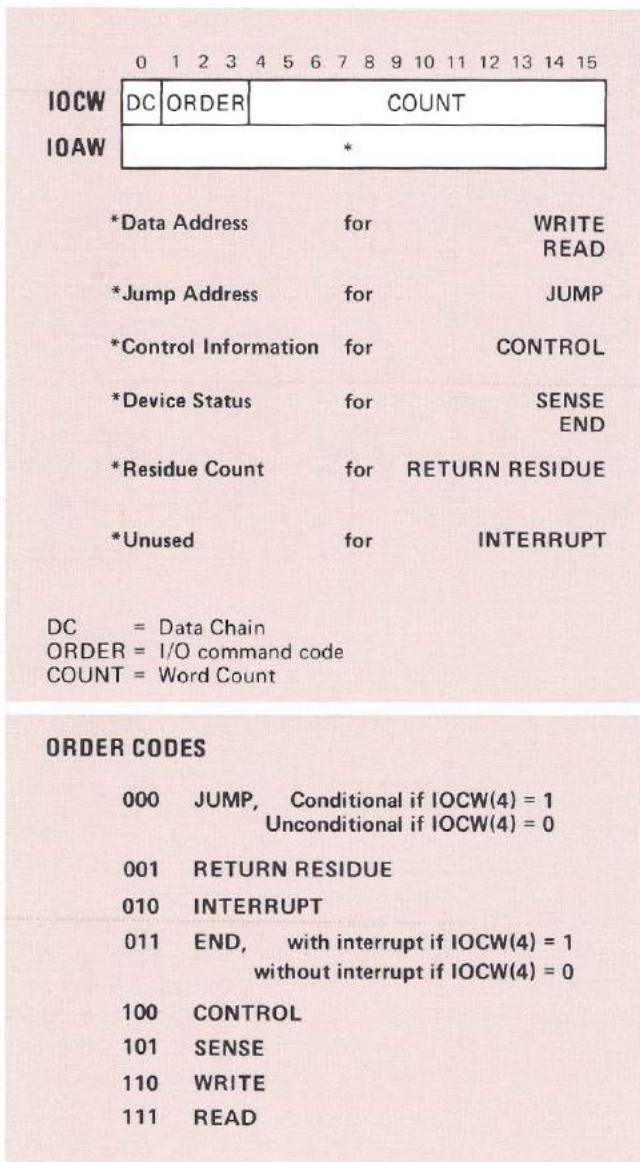 0 1 2 3 4 5 6 7 8 9 10 11 12 13 14 15
IOCW DC ORDER COUNT
IOAW *
*Data Address for WRITE
READ
*Jump Address for JUMP
*Control Information for CONTROL
*Device Status for SENSE
END
*Residue Count for RETURN RESIDUE
*Unused for INTERRUPT
DC = Data Chain
ORDER = I/O command code
COUNT = Word Count
ORDER CODES
000 JUMP, Conditional if IOCW(4) = 1
Unconditional if IOCW(4) = 0
001 RETURN RESIDUE
010 INTERRUPT
011 END, with interrupt if IOCW(4) = 1
without interrupt if IOCW(4) = 0
100 CONTROL
101 SENSE
110 WRITE
111 READ